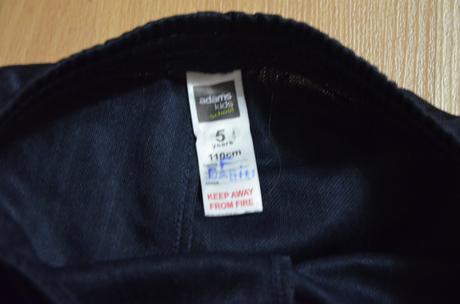 adams
kids
school
5
years
110cm
KEEP AWAY
FROM FIRE